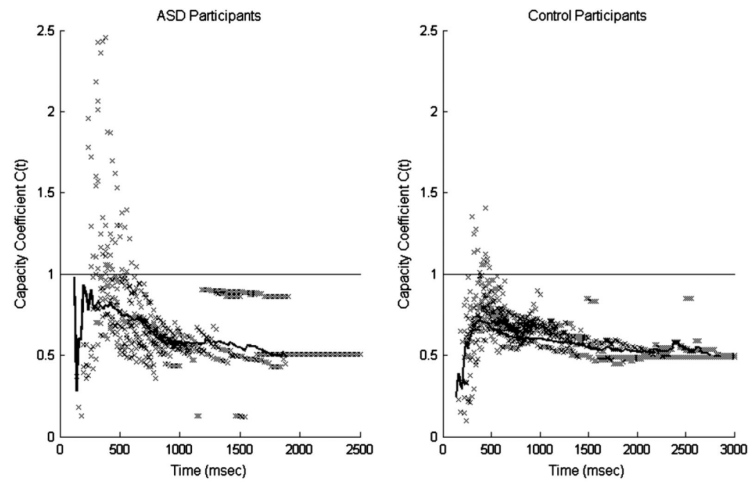 ASD Participants
Control Participants
Capacity Coefficient C(t)
2.5
2
1.5
1
0.5
0
0 500 1000 1500 2000 2500
Time (msec)
Capacity Coefficient C(t)
2.5
2
1.5
1
0.5
0
0 500 1000 1500 2000 2500 3000
Time (msec)